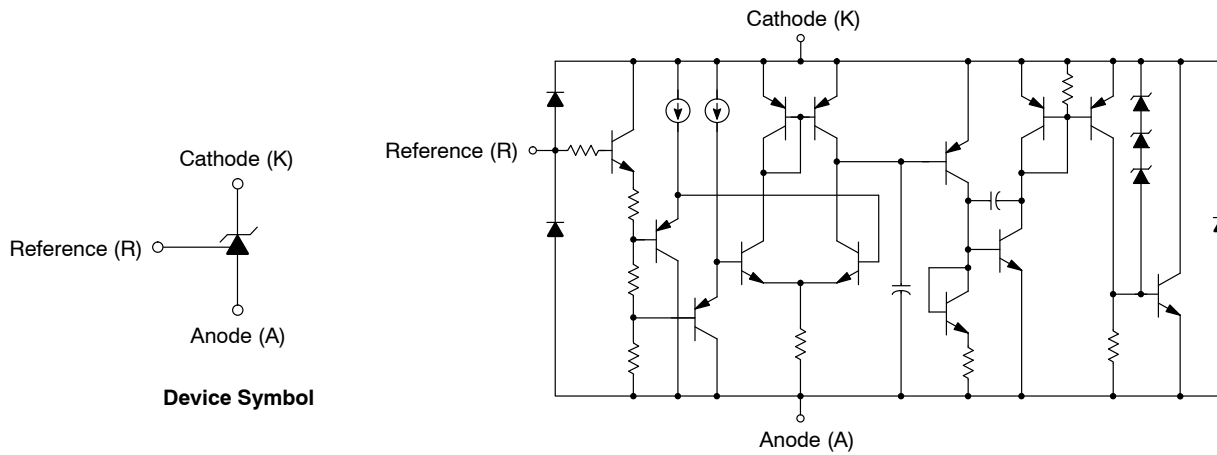 Cathode (K)
Reference (R)
Anode (A)
Device Symbol
Cathode (K)
Reference (R)
Anode (A)